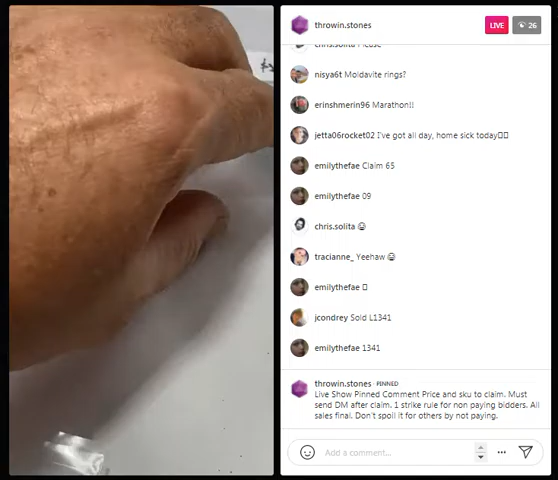 throwin.stones
LIVE
26
chris.solita Please
nisya6t Moldavite rings?
erinshmerin96 Marathon!!
jetta06rocket02 I've got all day, home sick today
emilythefae Claim 65
emilythefae 09
chris.solita
tracianne_ Yeehaw
emilythefae
jcondrey Sold L1341
emilythefae 1341
throwin.stones · PINNED
Live Show Pinned Comment Price and sku to claim. Must
send DM after claim. 1 strike rule for non paying bidders. All
sales final. Don't spoil it for others by not paying.
Add a comment...